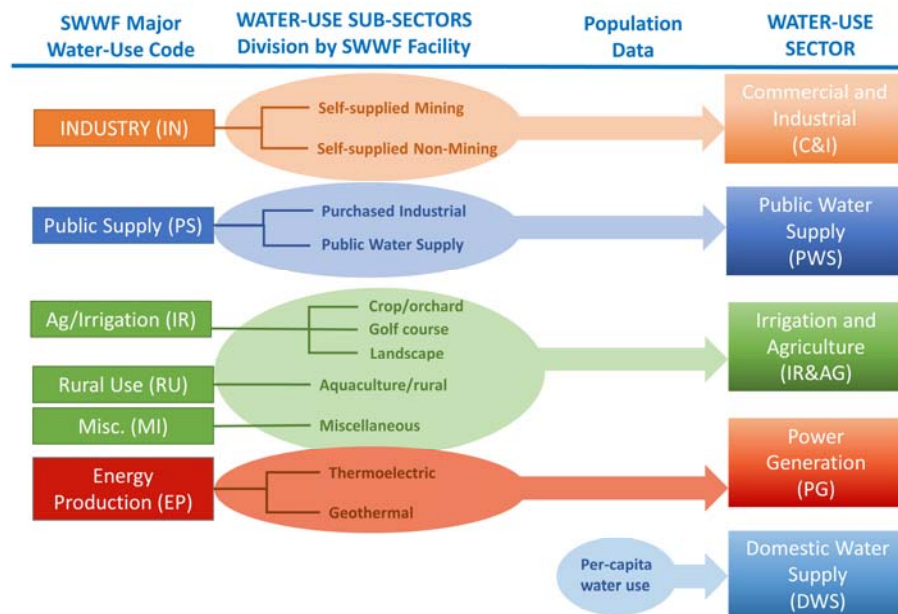 SWWF Major
Water-Use Code
WATER-USE SUB-SECTORS
Division by SWWF Facility
Population
Data
WATER-USE
SECTOR
INDUSTRY (IN)
Self-supplied Mining
Self-supplied Non-Mining
Commercial and
Industrial
(C&I)
Public Supply (PS)
Purchased Industrial
Public Water Supply
Public Water
Supply
(PWS)
Ag/Irrigation (IR)
Crop/orchard
Golf course
Landscape
Irrigation and
Agriculture
(IR&AG)
Rural Use (RU)
Aquaculture/rural
Misc. (MI)
Miscellaneous
Energy
Production (EP)
Thermoelectric
Geothermal
Power
Generation
(PG)
Per-capita
water use
Domestic Water
Supply
(DWS)